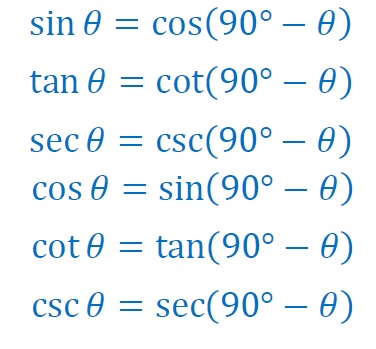 sin θ = cos(90° − θ)
tan θ = cot(90° − θ)
sec θ = csc(90° − θ)
cos θ = sin(90° − θ)
cot θ = tan(90° − θ)
csc θ = sec(90° − θ)